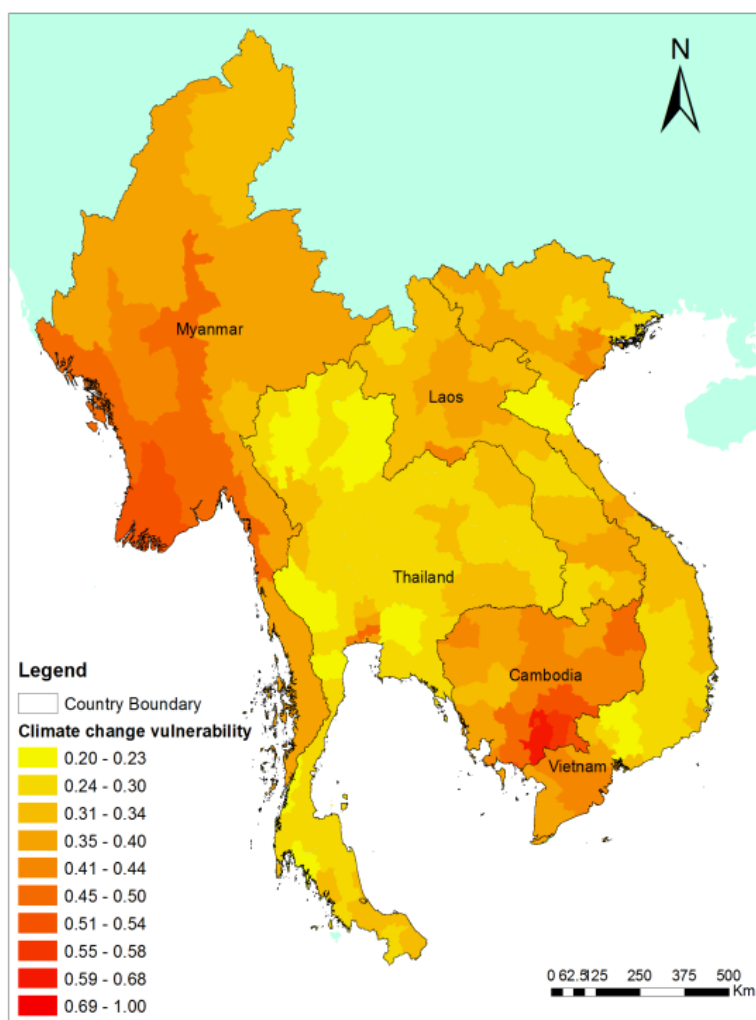 N
Myanmar
Laos
Thailand
Cambodia
Vietnam
Legend
Country Boundary
Climate change vulnerability
0.20 - 0.23
0.24 - 0.30
0.31 - 0.34
0.35 - 0.40
0.41 - 0.44
0.45 - 0.50
0.51 - 0.54
0.55 - 0.58
0.59 - 0.68
0.69 - 1.00
0 62.5125 250 375 500
Km